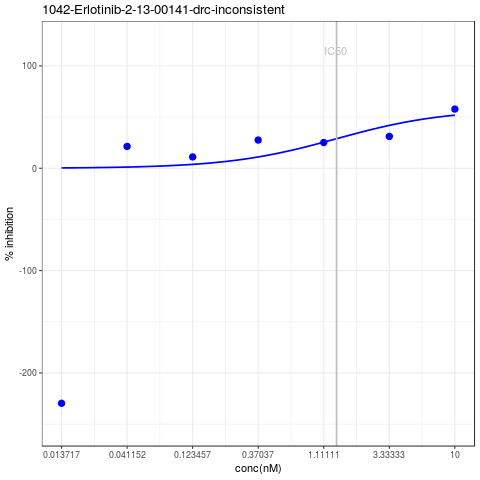 1042-Erlotinib-2-13-00141-drc-inconsistent
IC50
100
0
-100
-200
% inhibition
0.013717 0.041152 0.123457 0.37037 1.11111 3.33333 10
conc(nM)